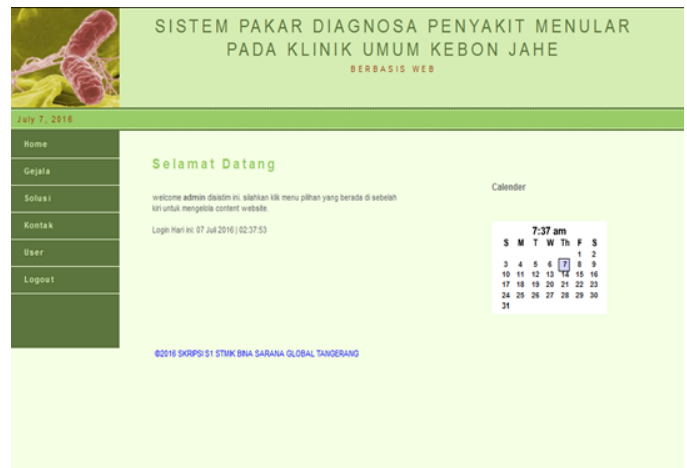 SISTEM PAKAR DIAGNOSA PENYAKIT MENULAR
PADA KLINIK UMUM KEBON JAHE
BERBASIS WEB
July 7, 2016
Home
Gejala
Solusi
Kontak
User
Logout
Selamat Datang
welcome admin disistim ini. silahkan klik menu pilihan yang berada di sebelah
kiri untuk mengelola content website.
Login Hari ini: 07 Juli 2016 | 02:37:53
Calender
7:37 am
S M T W Th F S
1 2
3 4 5 6 7 8 9
10 11 12 13 14 15 16
17 18 19 20 21 22 23
24 25 26 27 28 29 30
31
©2016 SKRIPSI S1 STMIK BINA SARANA GLOBAL TANGERANG